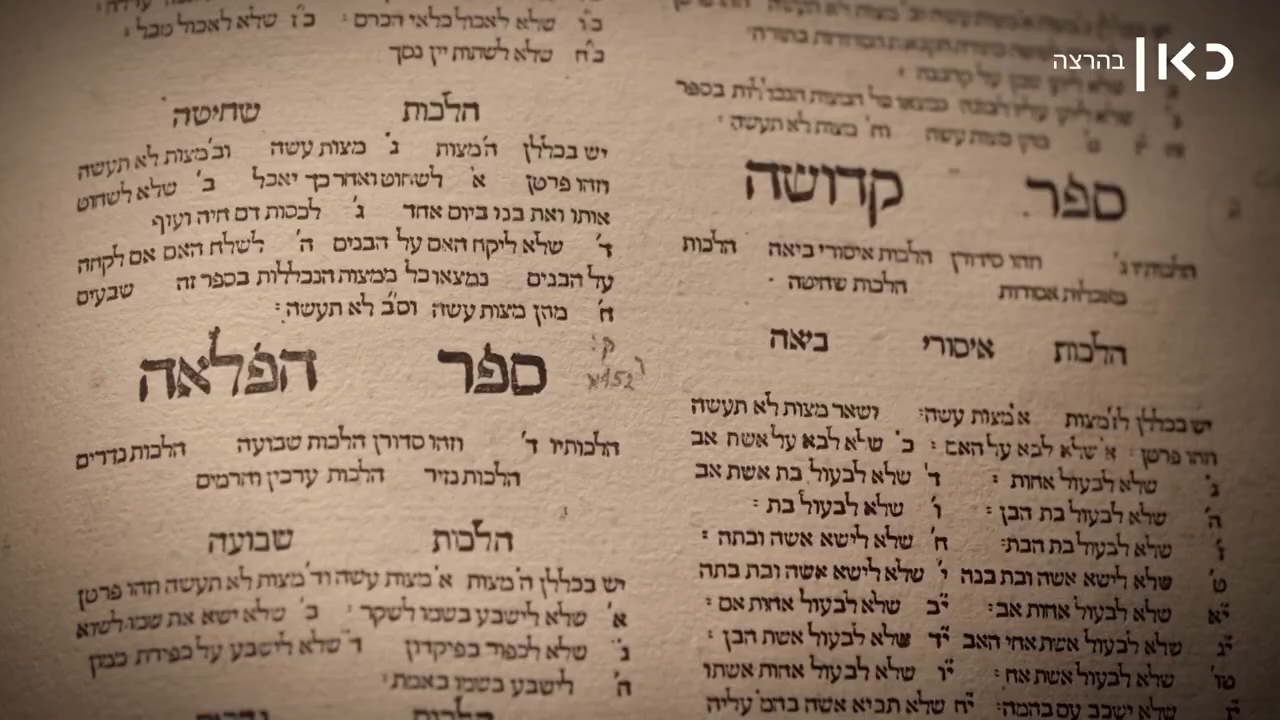 כאן | בהרצה
ספר קדושה
הלכותיו ג' וזהו סידורן הלכות איסורי ביאה הלכות
מאכלות אסורות הלכות שחיטה
הלכות איסורי ביאה
יש בכללן ל'ז מצות א' מצות עשה: ושאר מצות לא תעשה
וזהו פרטן: א' שלא לבא על האם: ב' שלא לבא על אשת אב
ג' שלא לבעול אחות: ד' שלא לבעול בת אשת אב
ה' שלא לבעול בת הבן: ו' שלא לבעול בת:
ז' שלא לבעול בת הבת: ח' שלא לישא אשה ובתה:
ט' שלא לישא אשה ובת בנה י' שלא לישא אשה ובת בתה
י"א שלא לבעול אחות אב: י"ב שלא לבעול אחות אם:
י"ג שלא לבעול אשת אחי האב י"ד שלא לבעול אשת הבן:
טו' שלא לבעול אשת אח: י"ו שלא לבעול אחות אשתו
שלא ישכב עם בהמה: י"ח שלא תביא אשה בהמה עליה
כ'ו שלא לאכול כלאי הכרם: כ'ז שלא לאכול טבל:
כ'ח שלא לשתות יין נסך
הלכות שחיטה
יש בכללן ה' מצות ג' מצות עשה וב' מצות לא תעשה
וזהו פרטן א' לשחוט ואחר כך יאכל ב' שלא לשחוט
אותו ואת בנו ביום אחד ג' לכסות דם חיה ועוף
ד' שלא ליקח האם על הבנים ה' לשלח האם אם לקחה
על הבנים נמצאו כל המצות הנכללות בספר זה שבעים
ח' מהן מצות עשה וס"ב לא תעשה:
ספר הפלאה
הלכותיו ד' וזהו סדורן הלכות שבועה הלכות נדרים
הלכות נזיר הלכות ערכין וחרמים
הלכות שבועה
יש בכללן ה' מצות א' מצות עשה וד' מצות לא תעשה וזהו פרטן
א' שלא לישבע בשמו לשקר: ב' שלא ישא את שמו לשוא
ג' שלא לכפור בפיקדון ד' שלא לישבע על כפירת ממון
ה' לישבע בשמו באמת:
הלכות נדרים